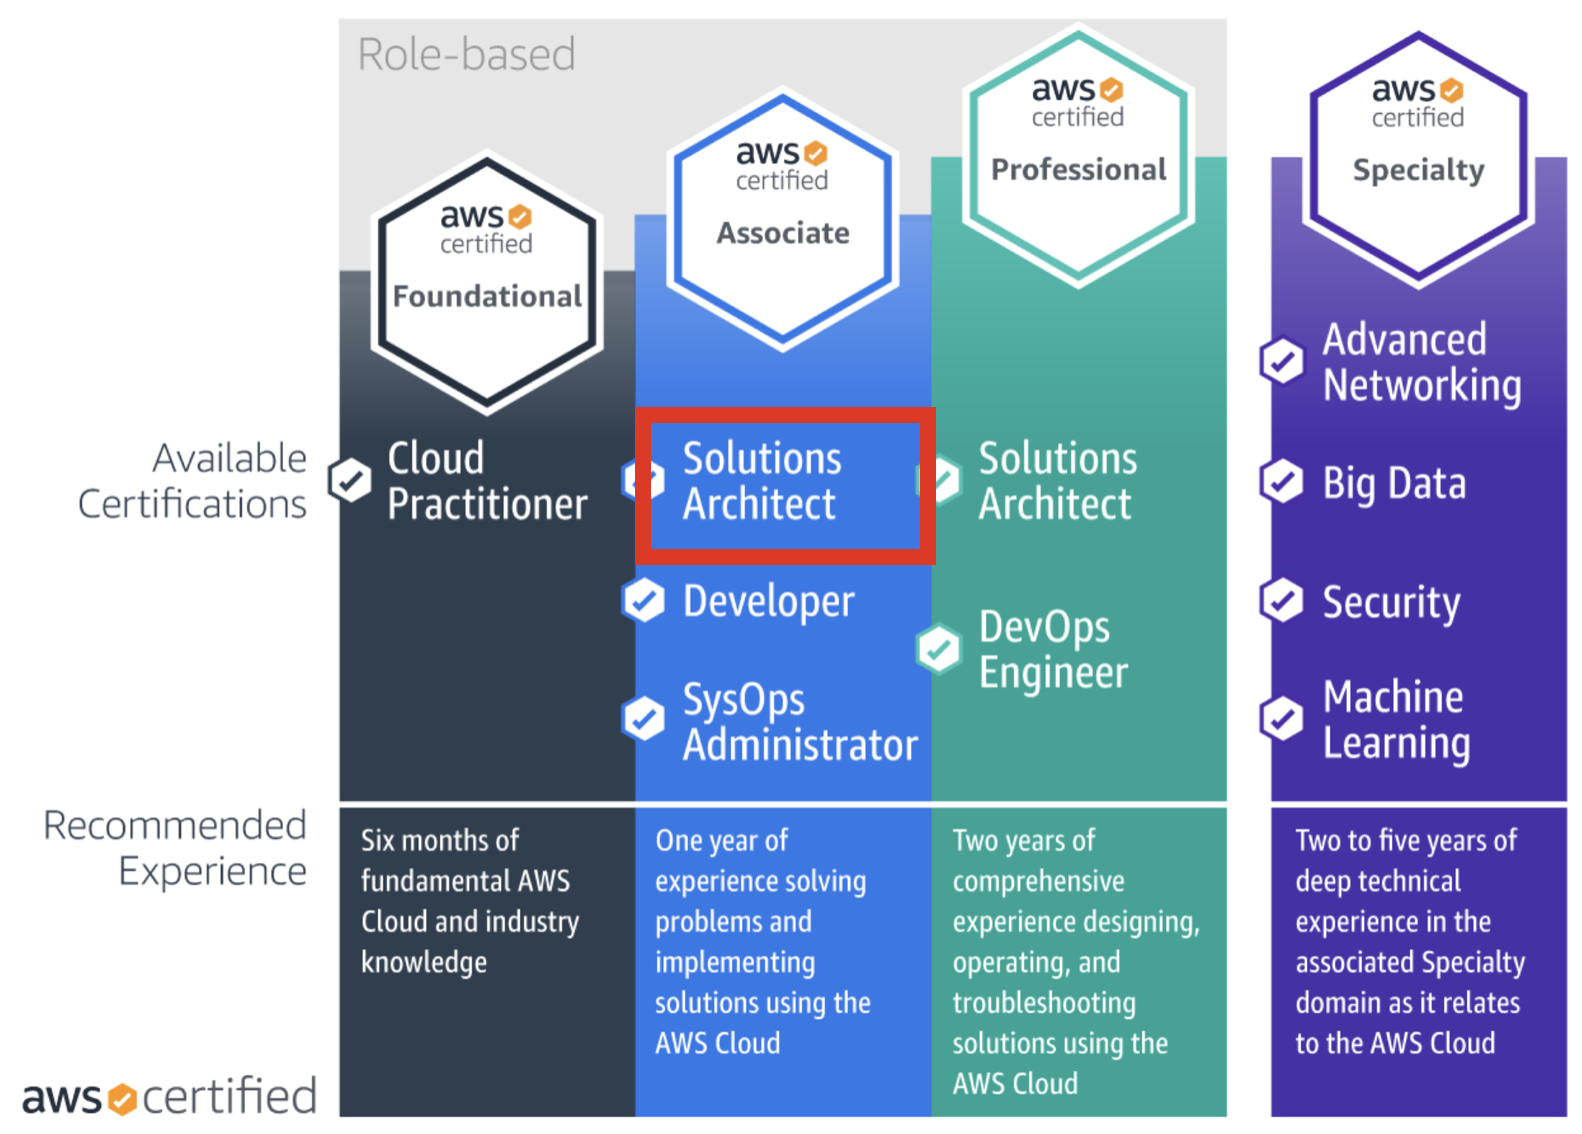 Role-based
aws
certified
Foundational
aws
certified
Associate
aws
certified
Professional
aws
certified
Specialty
Available
Certifications
Cloud
Practitioner
Solutions
Architect
Developer
SysOps
Administrator
Solutions
Architect
DevOps
Engineer
Advanced
Networking
Big Data
Security
Machine
Learning
Recommended
Experience
Six months of
fundamental AWS
Cloud and industry
knowledge
One year of
experience solving
problems and
implementing
solutions using the
AWS Cloud
Two years of
comprehensive
experience designing,
operating, and
troubleshooting
solutions using the
AWS Cloud
Two to five years of
deep technical
experience in the
associated Specialty
domain as it relates
to the AWS Cloud
aws certified